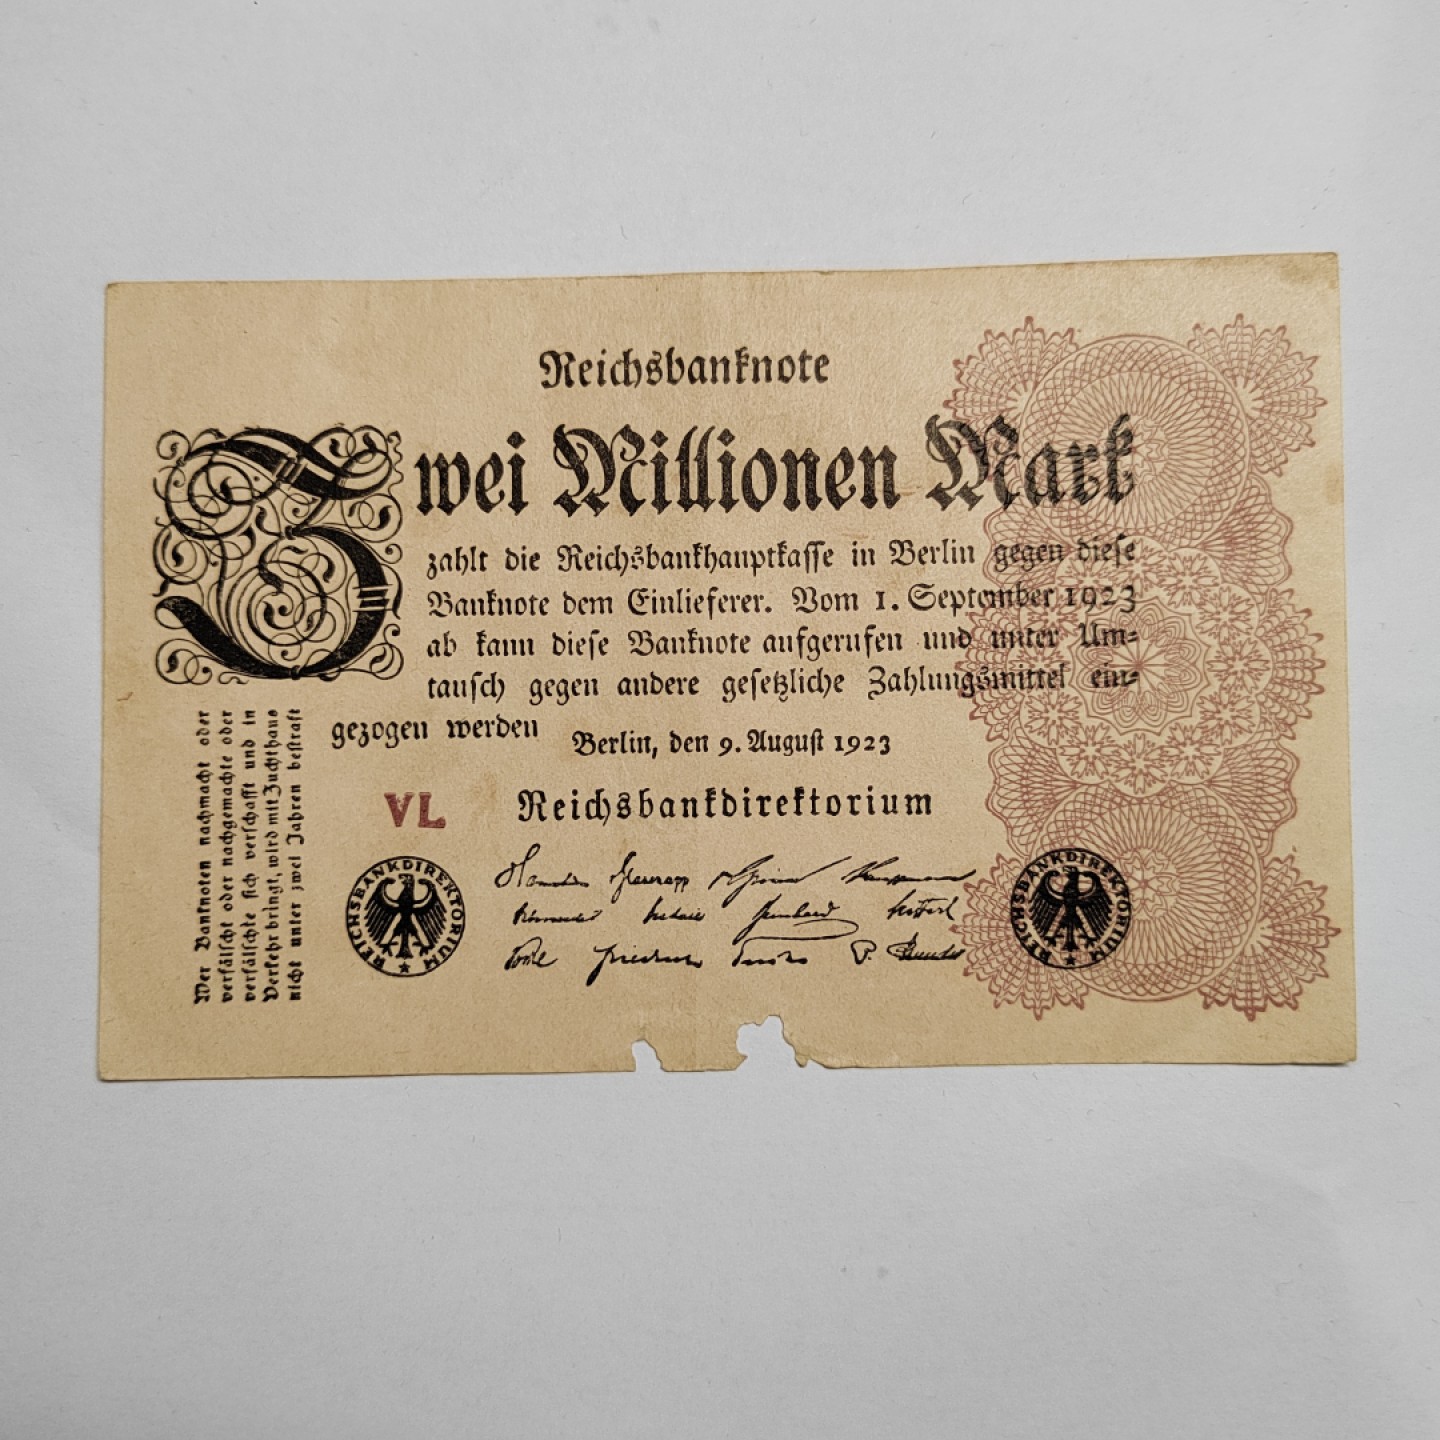 Reichsbanknote
Zwei Millionen Mark
zahlt die Reichsbankhauptkasse in Berlin gegen diese
Banknote dem Einlieferer. Vom 1. September 1923
ab kann diese Banknote aufgerufen und unter Um=
tausch gegen andere gesetzliche Zahlungsmittel ein=
gezogen werden
Berlin, den 9. August 1923
VL
Reichsbankdirektorium
REICHSBANKDIREKTORIUM
REICHSBANKDIREKTORIUM
Wer Banknoten nachmacht oder
verfälscht oder nachgemachte oder
verfälschte sich verschafft und in
Verkehr bringt, wird mit Zuchthaus
nicht unter zwei Jahren bestraft